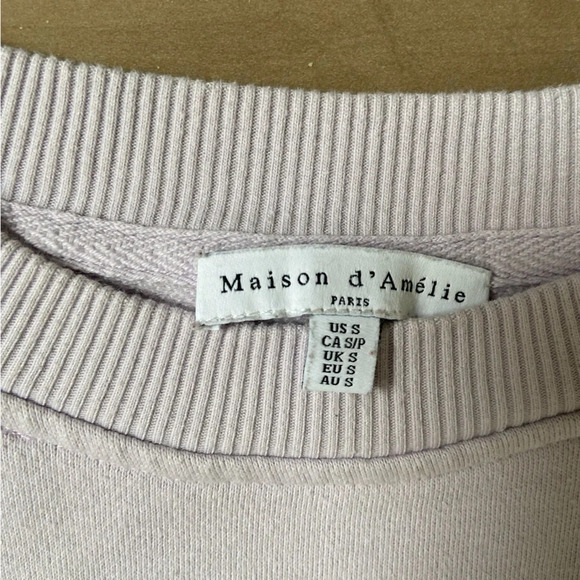 Maison d'Amélie
PARIS
US S
CA S/P
UK S
EU S
AU S